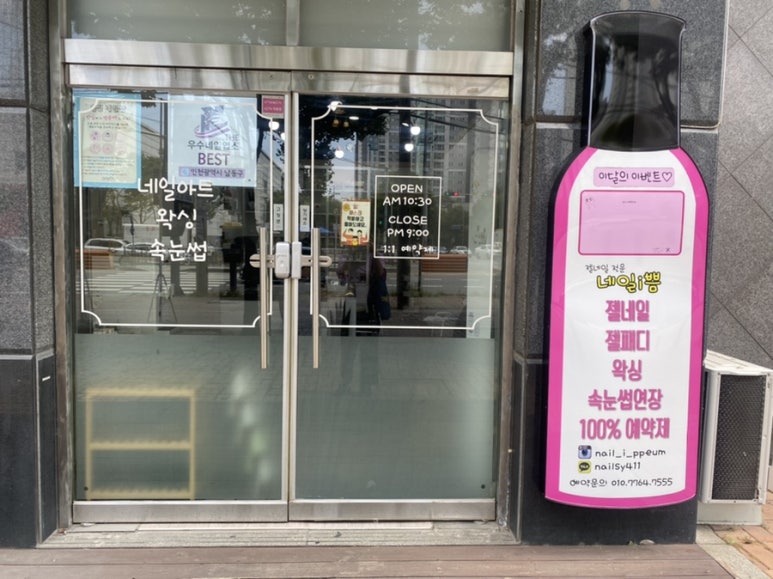 우수네일업소
BEST
인천광역시 남동구
네일아트
왁싱
속눈썹
OPEN
AM 10:30
CLOSE
PM 9:00
1:1 예약제
이달의 이벤트♡
젤네일 전문
네일i쁨
젤네일
젤패디
왁싱
속눈썹연장
100% 예약제
nail_i_ppeum
nailsy411
예약문의 010.7764.7555